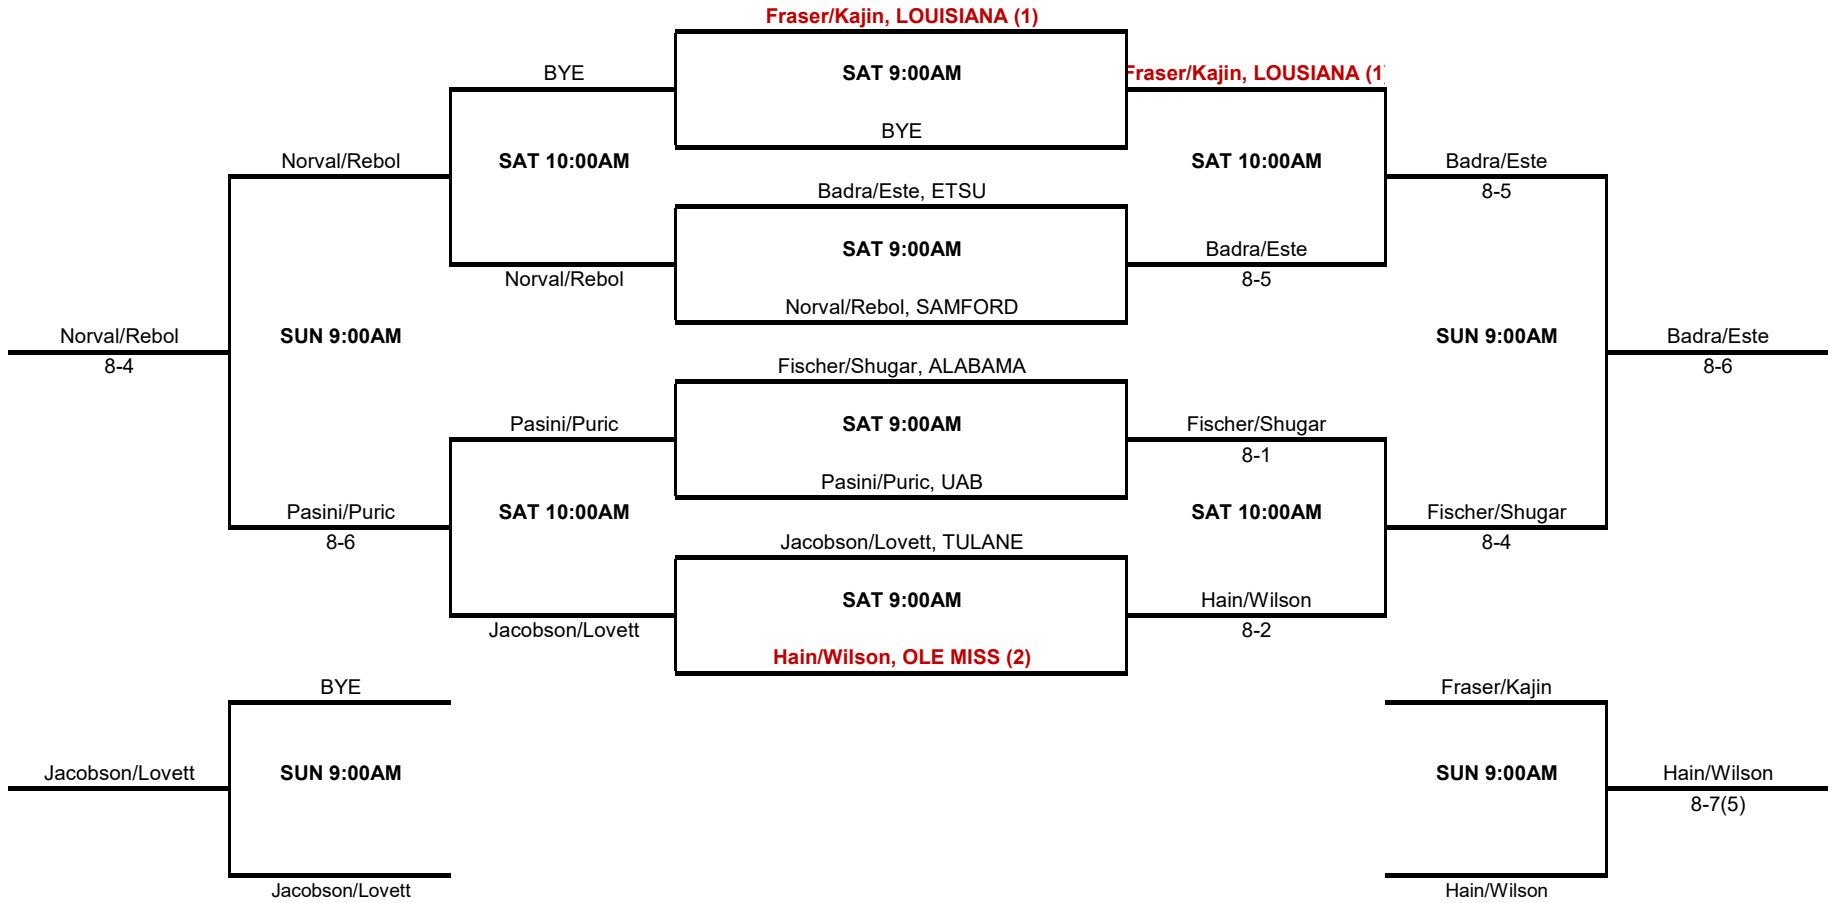 Fraser/Kajin, LOUISIANA (1)
BYE
SAT 9:00AM
Fraser/Kajin, LOUSIANA (1)
BYE
Norval/Rebol
SAT 10:00AM
SAT 10:00AM
Badra/Este
Badra/Este, ETSU
8-5
SAT 9:00AM
Badra/Este
Norval/Rebol
8-5
Norval/Rebol, SAMFORD
Norval/Rebol
SUN 9:00AM
SUN 9:00AM
Badra/Este
8-4
Fischer/Shugar, ALABAMA
8-6
Pasini/Puric
SAT 9:00AM
Fischer/Shugar
8-1
Pasini/Puric, UAB
Pasini/Puric
SAT 10:00AM
SAT 10:00AM
Fischer/Shugar
8-6
Jacobson/Lovett, TULANE
8-4
SAT 9:00AM
Hain/Wilson
Jacobson/Lovett
8-2
Hain/Wilson, OLE MISS (2)
BYE
Fraser/Kajin
Jacobson/Lovett
SUN 9:00AM
SUN 9:00AM
Hain/Wilson
8-7(5)
Jacobson/Lovett
Hain/Wilson